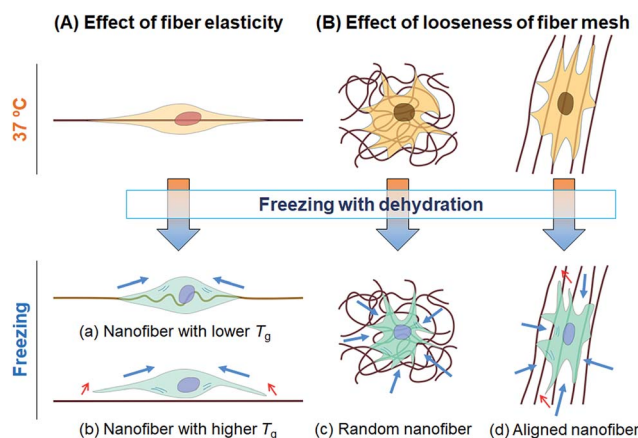 (A) Effect of fiber elasticity
(B) Effect of looseness of fiber mesh
37 °C
Freezing with dehydration
Freezing
(a) Nanofiber with lower Tg
(b) Nanofiber with higher Tg
(c) Random nanofiber
(d) Aligned nanofiber